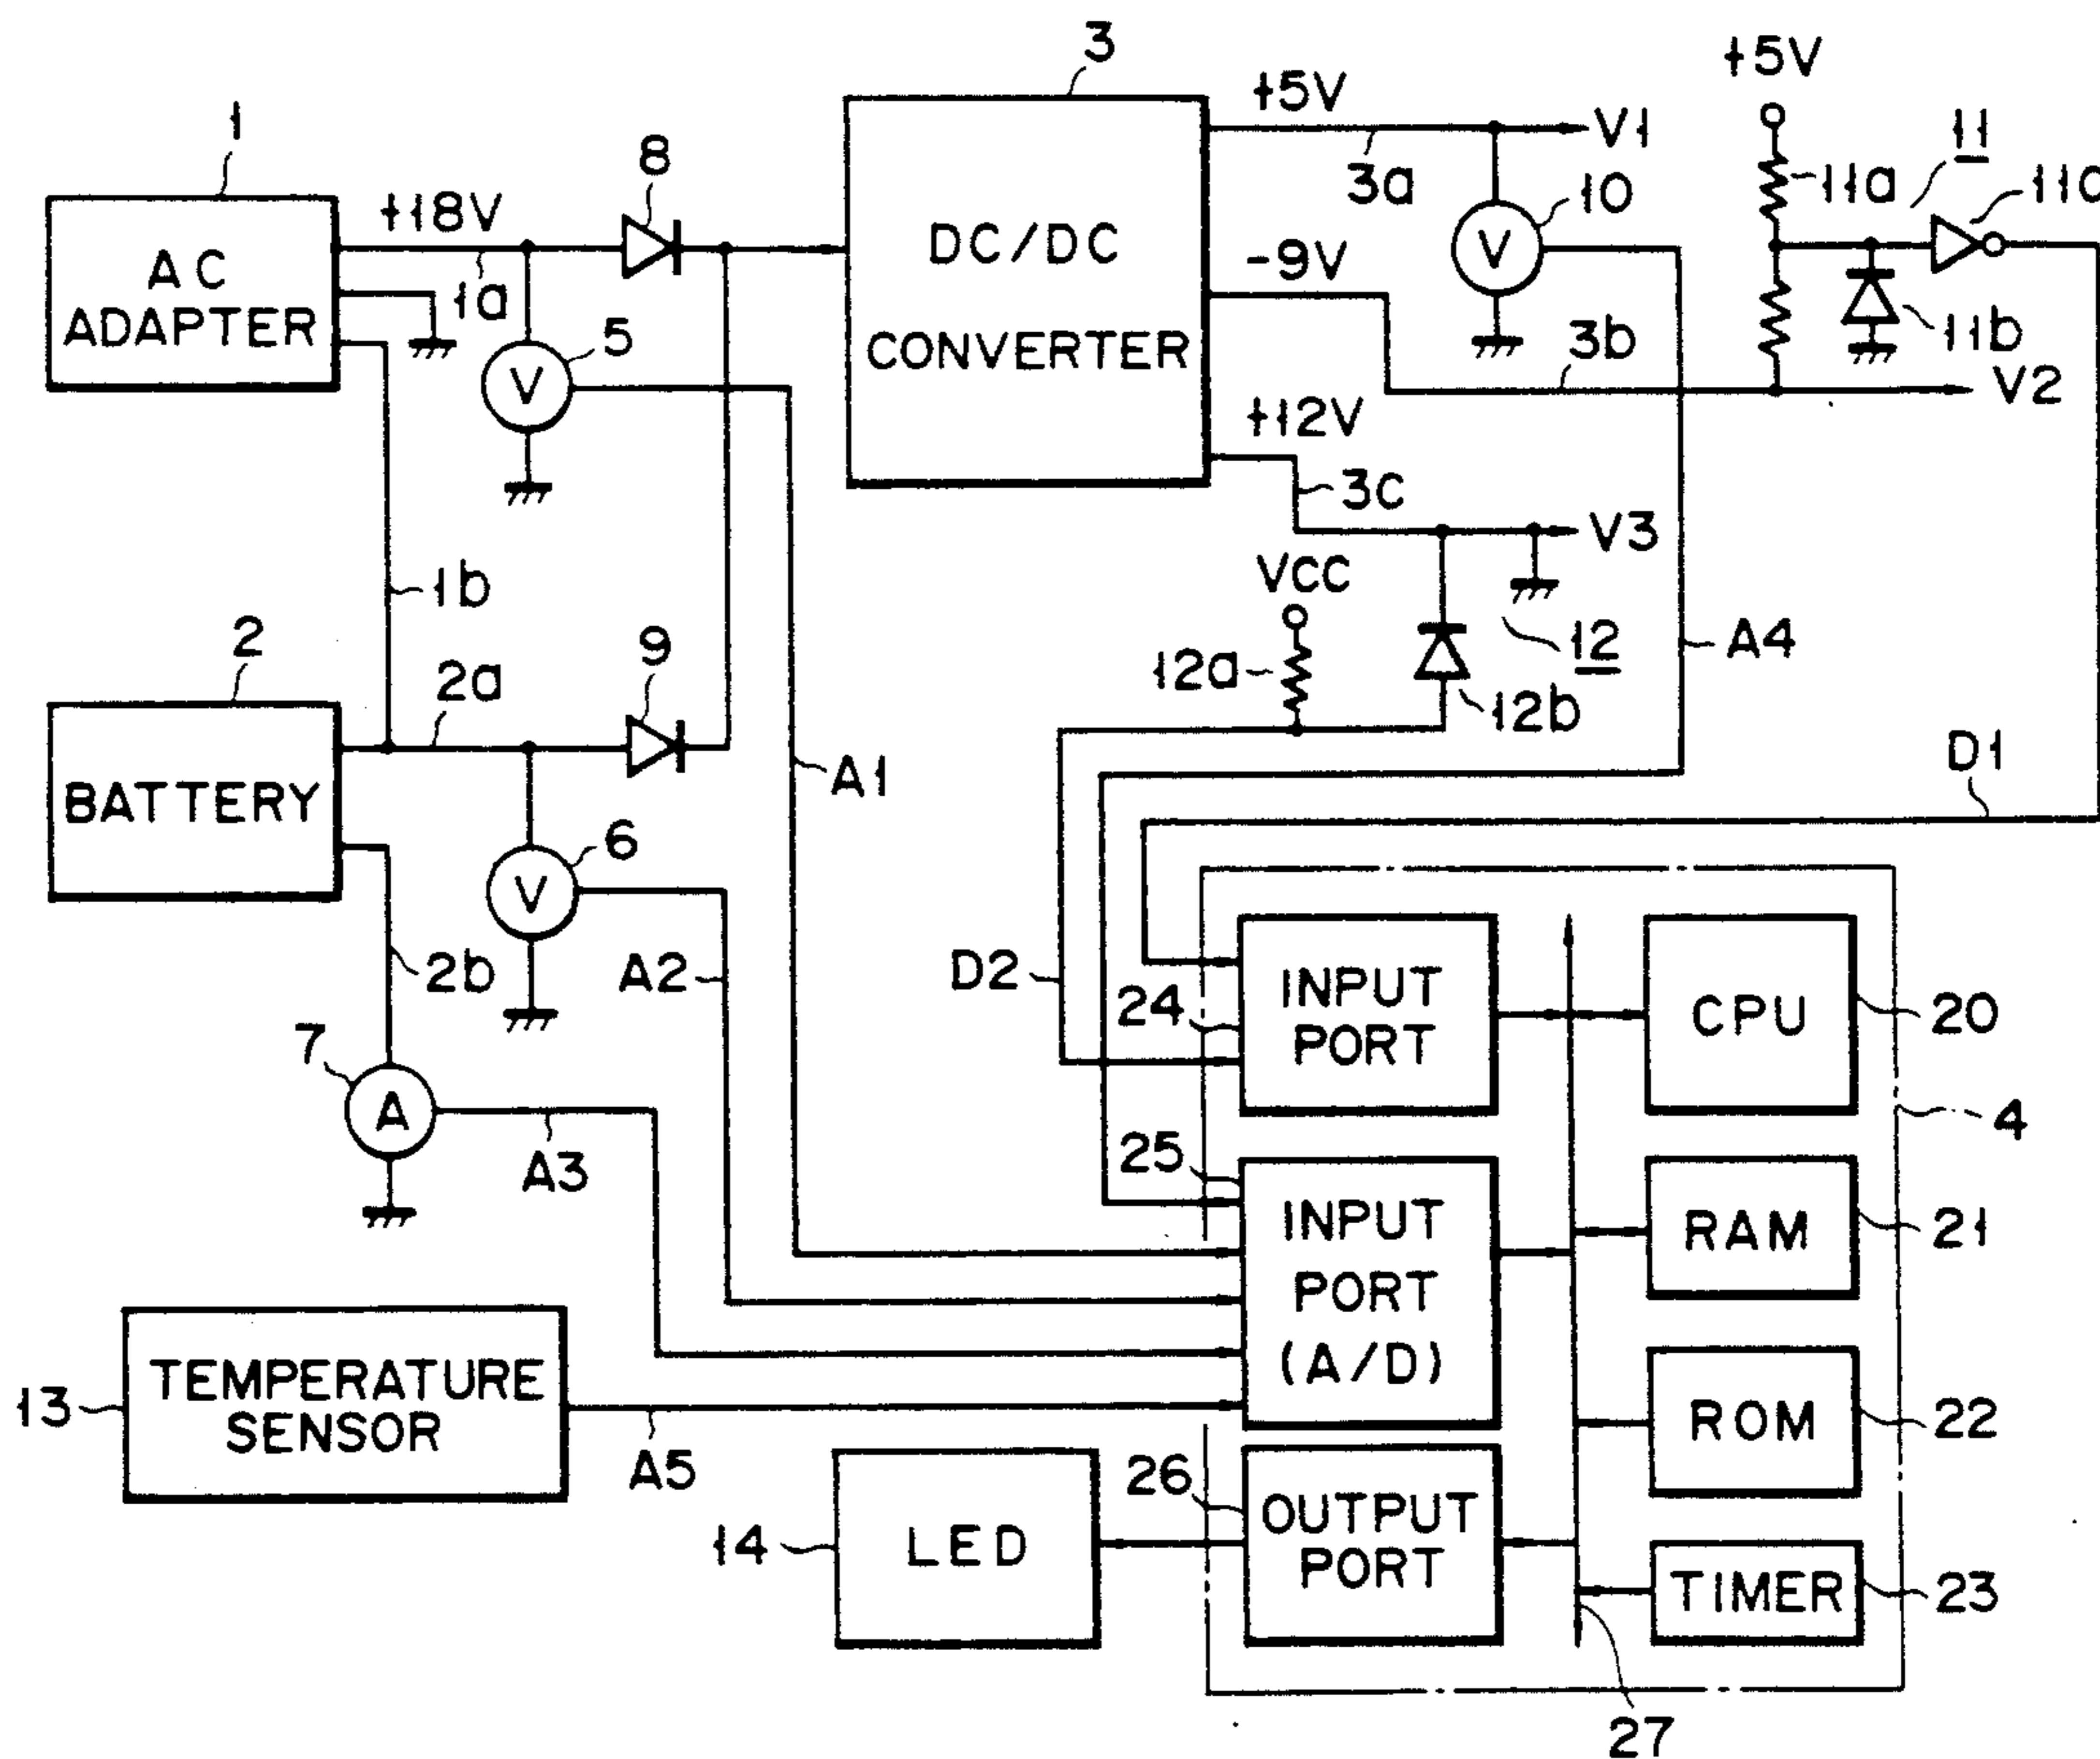 3
+5V
1
8
+5V
V1
11
+18V
3a
10
11a
AC
ADAPTER
1a
DC/DC
CONVERTER
-9V
V
11b
5
3b
V
V2
+12V
3c
V3
1b
VCC
2
9
12
A4
2a
12a
12b
D1
BATTERY
A1
6
V
2b
A2
D2
24
INPUT
PORT
CPU
20
7
A
4
A3
25
INPUT
PORT
(A/D)
RAM
21
13
TEMPERATURE
SENSOR
A5
ROM
22
26
14
LED
OUTPUT
PORT
TIMER
23
27